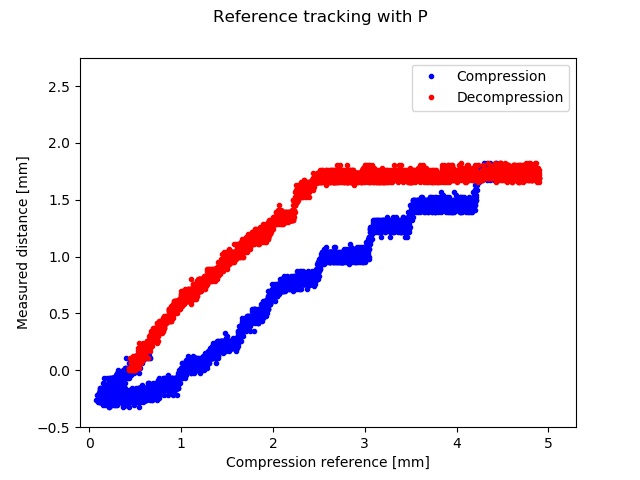 Reference tracking with P
Compression
Decompression
Measured distance [mm]
2.5
2.0
1.5
1.0
0.5
0.0
−0.5
0
1
2
3
4
5
Compression reference [mm]